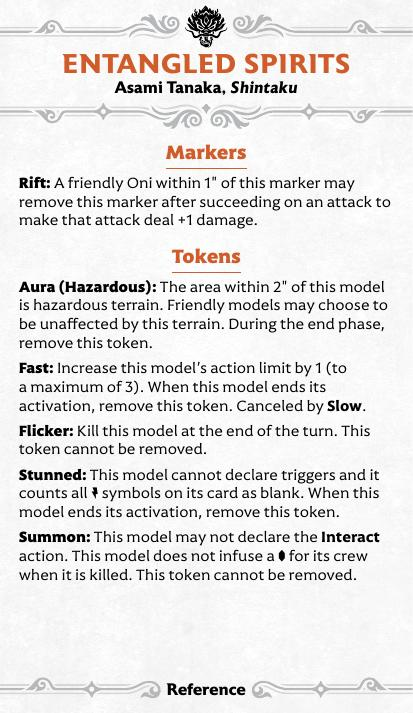 ENTANGLED SPIRITS
Asami Tanaka, Shintaku
Markers
Rift: A friendly Oni within 1" of this marker may
remove this marker after succeeding on an attack to
make that attack deal +1 damage.
Tokens
Aura (Hazardous): The area within 2" of this model
is hazardous terrain. Friendly models may choose to
be unaffected by this terrain. During the end phase,
remove this token.
Fast: Increase this model's action limit by 1 (to
a maximum of 3). When this model ends its
activation, remove this token. Canceled by Slow.
Flicker: Kill this model at the end of the turn. This
token cannot be removed.
Stunned: This model cannot declare triggers and it
counts all symbols on its card as blank. When this
model ends its activation, remove this token.
Summon: This model may not declare the Interact
action. This model does not infuse a for its crew
when it is killed. This token cannot be removed.
Reference